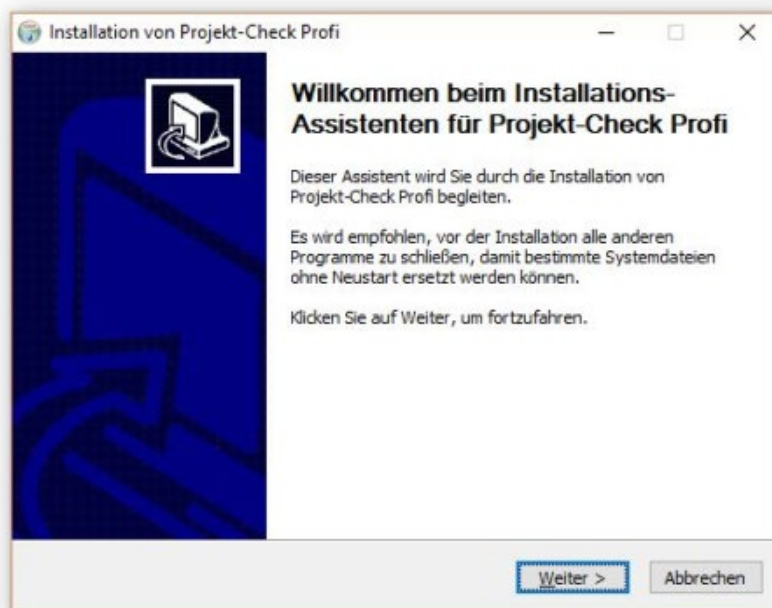 Installation von Projekt-Check Profi
Willkommen beim Installations-
Assistenten für Projekt-Check Profi
Dieser Assistent wird Sie durch die Installation von
Projekt-Check Profi begleiten.
Es wird empfohlen, vor der Installation alle anderen
Programme zu schließen, damit bestimmte Systemdateien
ohne Neustart ersetzt werden können.
Klicken Sie auf Weiter, um fortzufahren.
Weiter >
Abbrechen